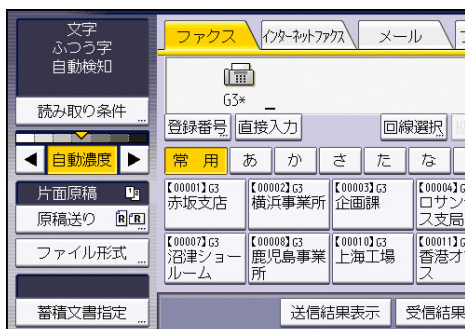 文字
ふつう字
自動検知
読み取り条件
自動濃度
片面原稿
原稿送り
ファイル形式
蓄積文書指定
ファクス
インターネットファクス
メール
G3* _
登録番号
直接入力
回線選択
常用
あ
か
さ
た
な
【00001】G3
赤坂支店
【00002】G3
横浜事業所
【00003】G3
企画課
【00004】G
ロサン
ス支局
【00007】G3
沼津ショー
ルーム
【00008】G3
鹿児島事業
所
【00010】G3
上海工場
【00011】G
香港オ
ス
送信結果表示
受信結果